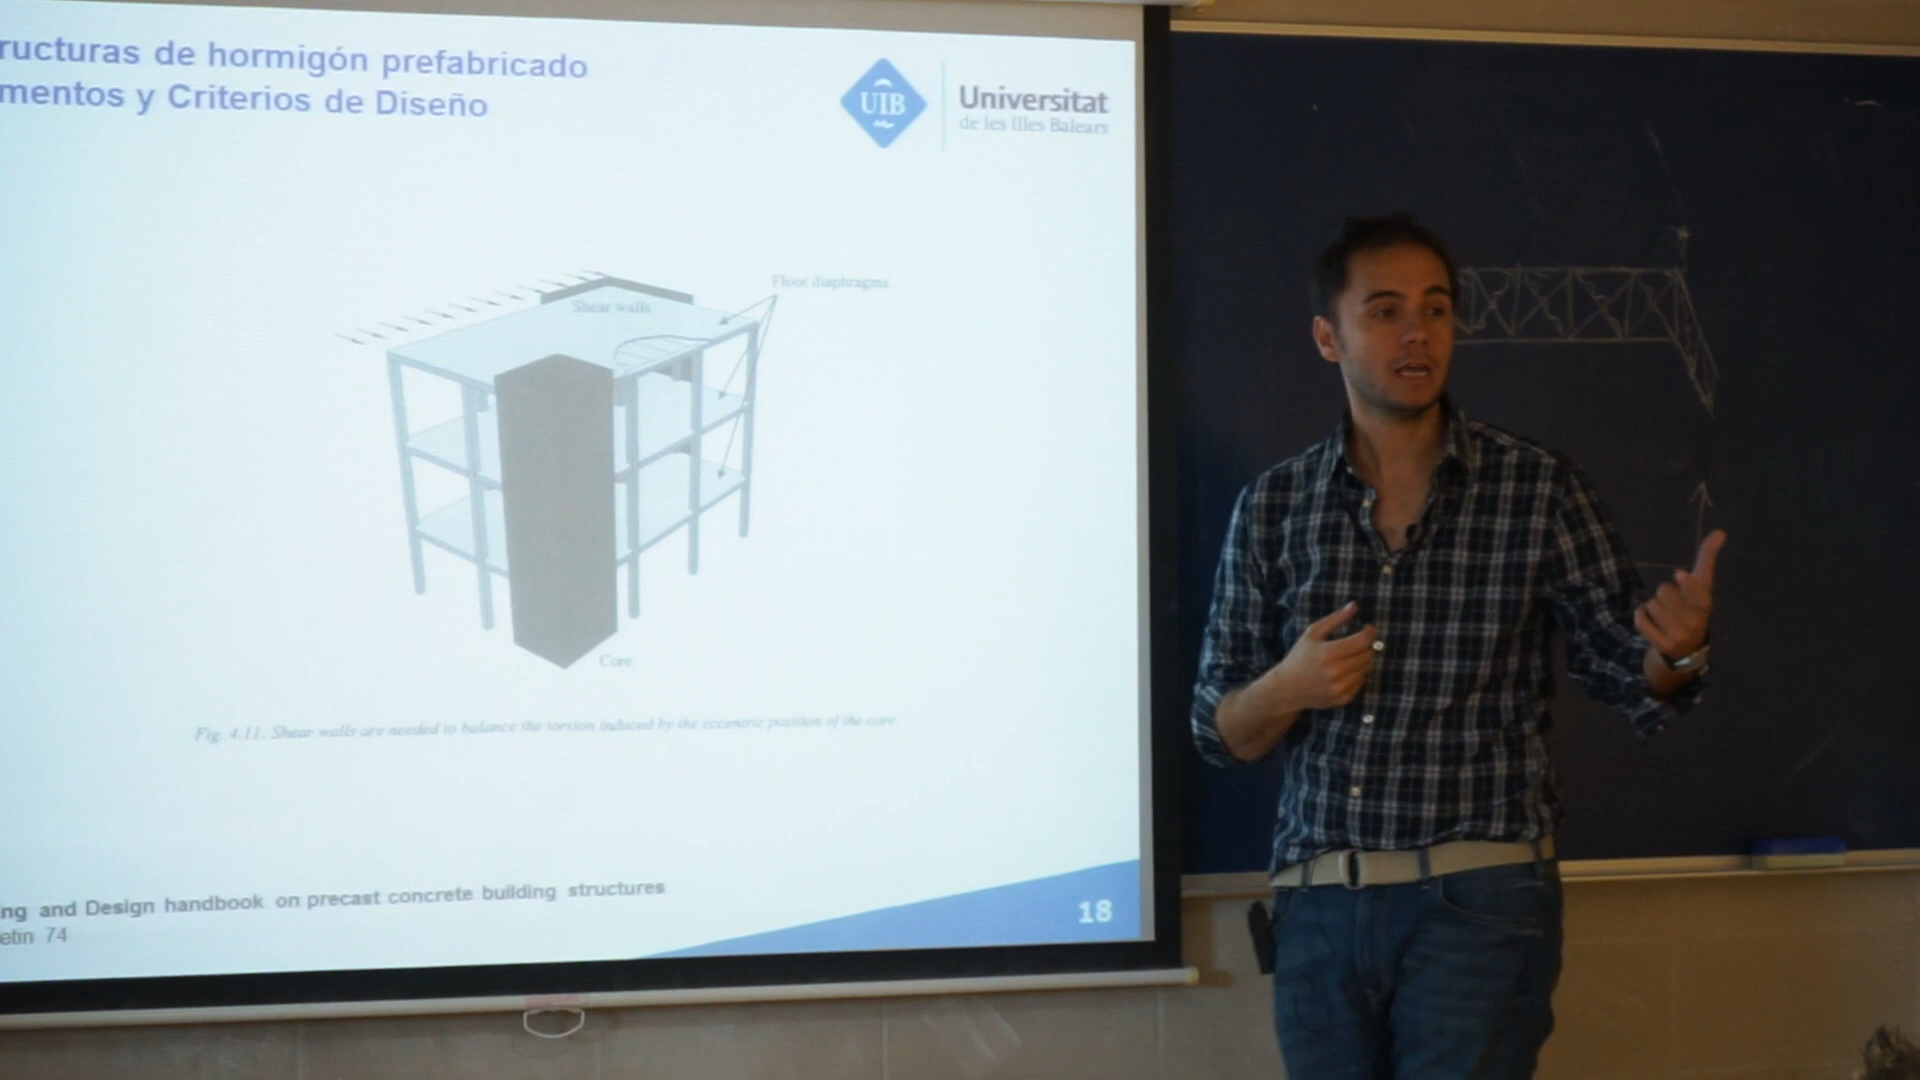 ructuras de hormigón prefabricado
mentos y Criterios de Diseño
UIB
Universitat
de les Illes Balears
Floor diaphragms
Shear walls
Core
Fig. 4.11. Shear walls are needed to balance the torsion induced by the eccentric position of the core
ng and Design handbook on precast concrete building structures
etin 74
18